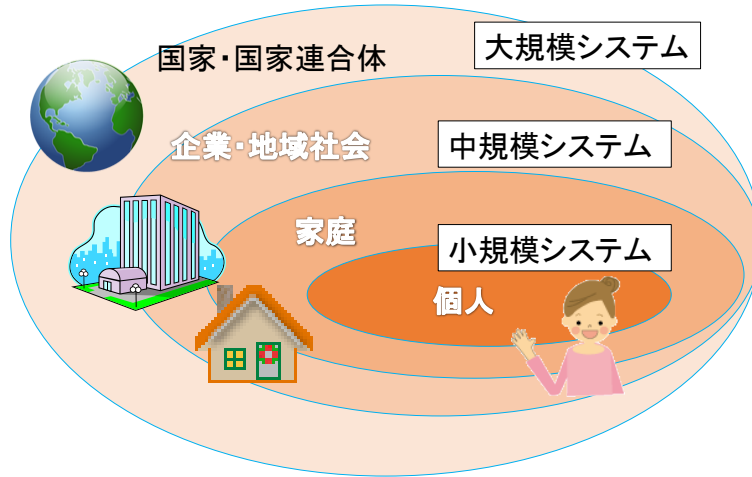 国家・国家連合体
大規模システム
企業・地域社会
中規模システム
家庭
小規模システム
個人